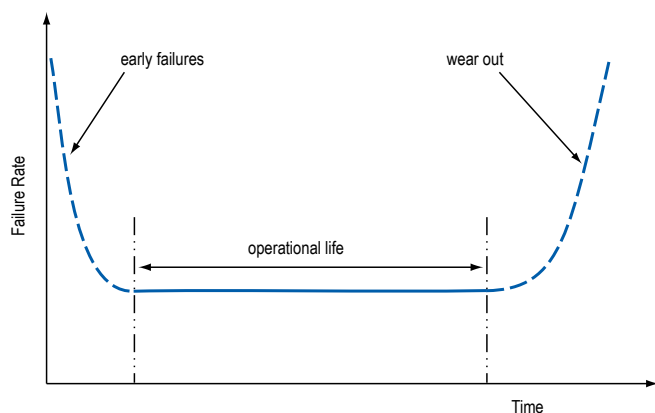 early failures
wear out
Failure Rate
operational life
Time